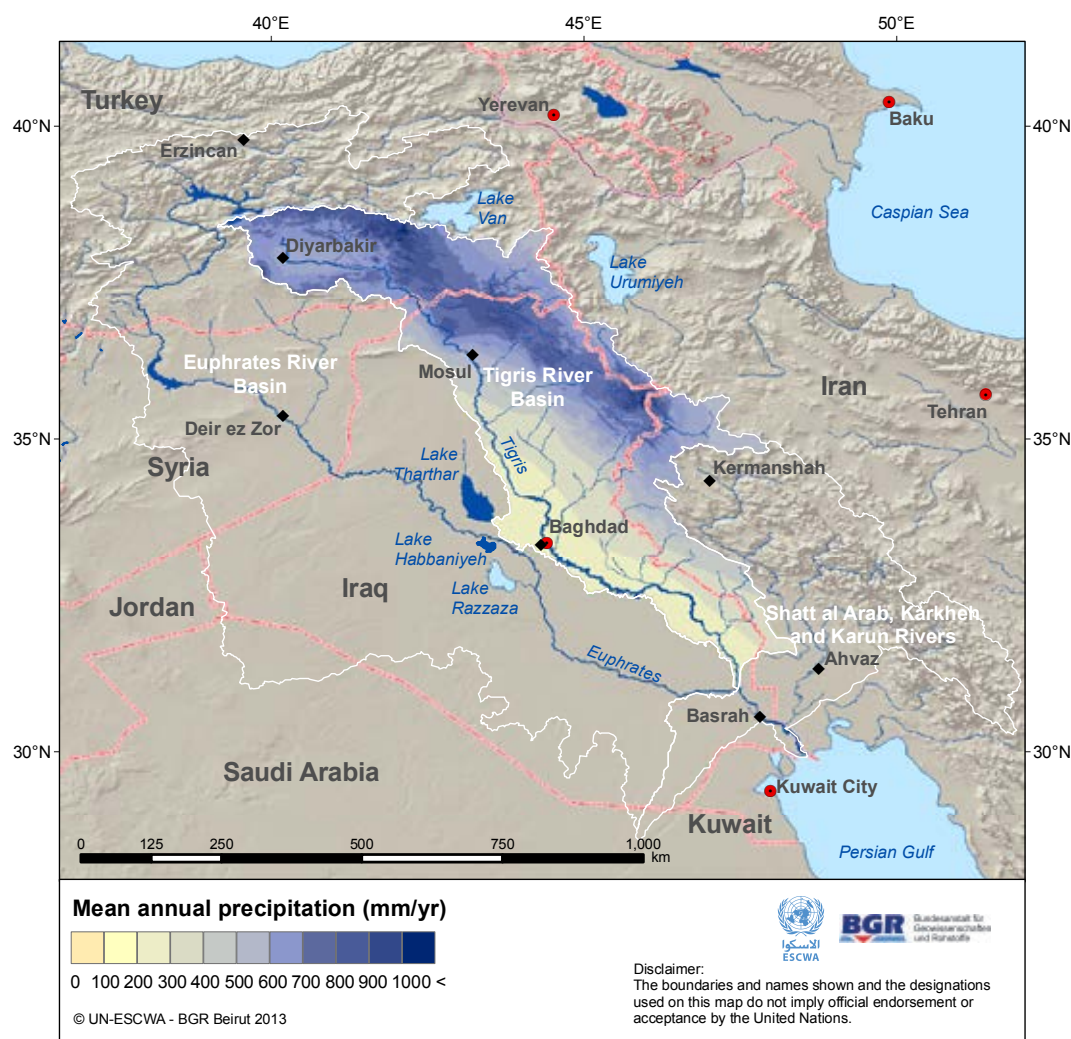 40°E
45°E
50°E
Turkey
Yerevan
Baku
40°N
40°N
Erzincan
Lake
Van
Caspian Sea
Diyarbakir
Lake
Urumiyeh
Euphrates River
Basin
Mosul
Tigris River
Basin
Iran
Tehran
35°N
35°N
Deir ez Zor
Tigris
Syria
Lake
Tharthar
Kermanshah
Baghdad
Lake
Habbaniyeh
Iraq
Lake
Razzaza
Jordan
Shatt al Arab, Karkheh
and Karun Rivers
Ahvaz
Euphrates
Basrah
30°N
30°N
Saudi Arabia
Kuwait City
Kuwait
Persian Gulf
0 125 250 500 750 1,000
km
Mean annual precipitation (mm/yr)
0 100 200 300 400 500 600 700 800 900 1000 <
© UN-ESCWA - BGR Beirut 2013
الاسكوا
ESCWA
BGR
Bundesanstalt für
Geowissenschaften
und Rohstoffe
Disclaimer:
The boundaries and names shown and the designations
used on this map do not imply official endorsement or
acceptance by the United Nations.